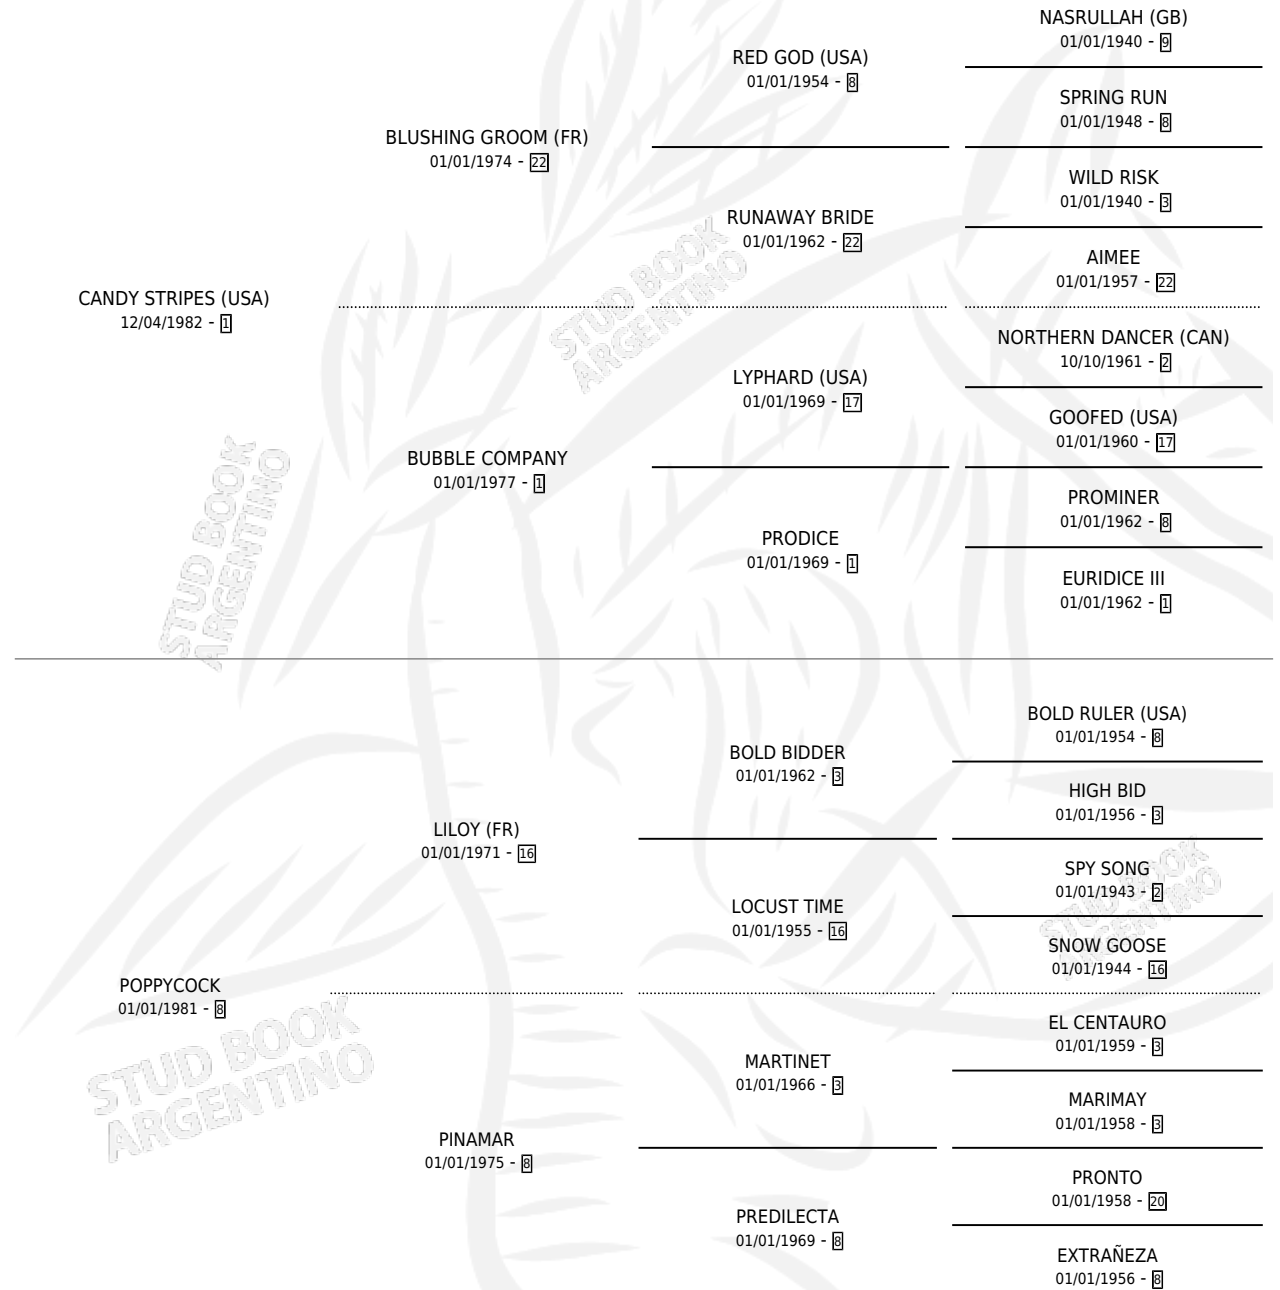 NASRULLAH (GB)
01/01/1940 - 9
RED GOD (USA)
01/01/1954 - 8
SPRING RUN
01/01/1948 - 8
BLUSHING GROOM (FR)
01/01/1974 - 22
WILD RISK
01/01/1940 - 3
RUNAWAY BRIDE
01/01/1962 - 22
AIMEE
01/01/1957 - 22
CANDY STRIPES (USA)
12/04/1982 - 1
NORTHERN DANCER (CAN)
10/10/1961 - 2
LYPHARD (USA)
01/01/1969 - 17
GOOFED (USA)
01/01/1960 - 17
BUBBLE COMPANY
01/01/1977 - 1
PROMINER
01/01/1962 - 8
PRODICE
01/01/1969 - 1
EURIDICE III
01/01/1962 - 1
BOLD RULER (USA)
01/01/1954 - 8
BOLD BIDDER
01/01/1962 - 3
HIGH BID
01/01/1956 - 3
LILOY (FR)
01/01/1971 - 16
SPY SONG
01/01/1943 - 2
LOCUST TIME
01/01/1955 - 16
SNOW GOOSE
01/01/1944 - 16
POPPYCOCK
01/01/1981 - 8
EL CENTAURO
01/01/1959 - 3
MARTINET
01/01/1966 - 3
MARIMAY
01/01/1958 - 3
PINAMAR
01/01/1975 - 8
PRONTO
01/01/1958 - 20
PREDILECTA
01/01/1969 - 8
EXTRAÑEZA
01/01/1956 - 8
STUD BOOK
ARGENTINO
STUD BOOK
ARGENTINO
STUD BOOK
ARGENTINO
STUD BOOK
ARGENTINO